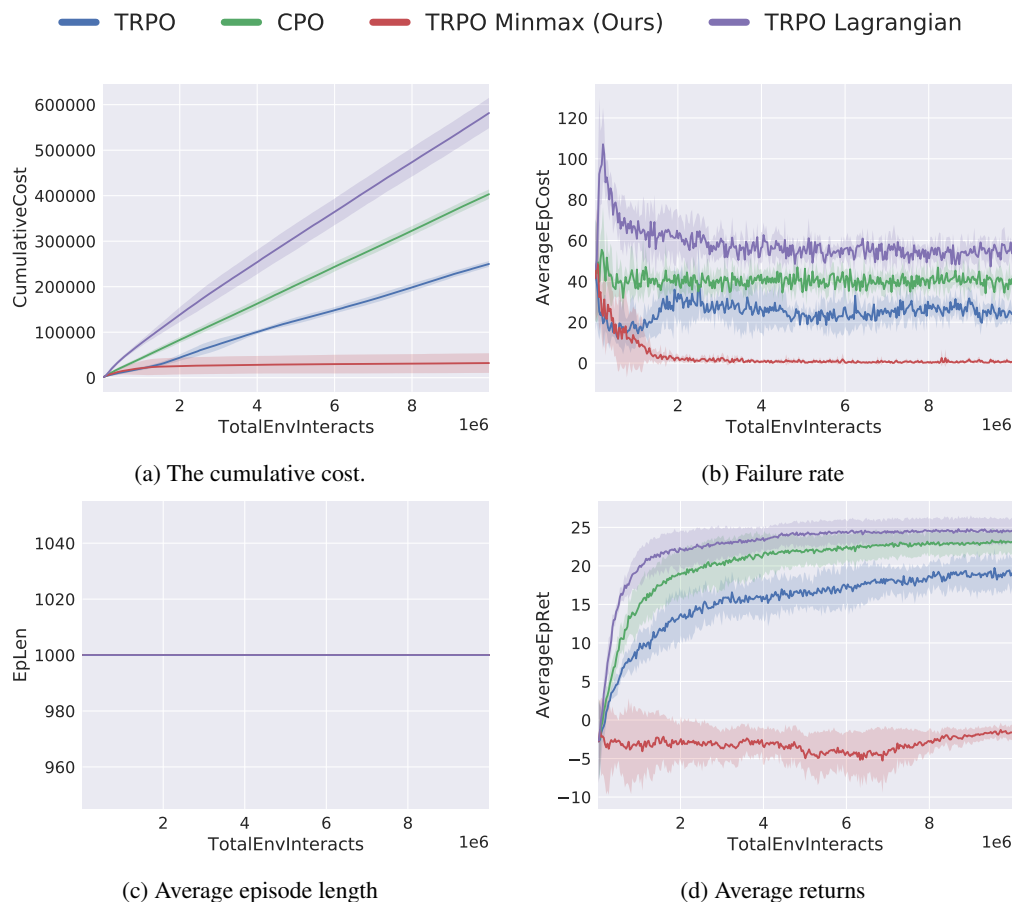 TRPO CPO TRPO Minmax (Ours) TRPO Lagrangian
600000
500000
400000
300000
200000
100000
0
CumulativeCost
2 4 6 8
1e6
TotalEnvInteracts
(a) The cumulative cost.
120
100
80
60
40
20
0
AverageEpCost
2 4 6 8
1e6
TotalEnvInteracts
(b) Failure rate
1040
1020
1000
980
960
EpLen
2 4 6 8
1e6
TotalEnvInteracts
(c) Average episode length
25
20
15
10
5
0
−5
−10
AverageEpRet
2 4 6 8
1e6
TotalEnvInteracts
(d) Average returns